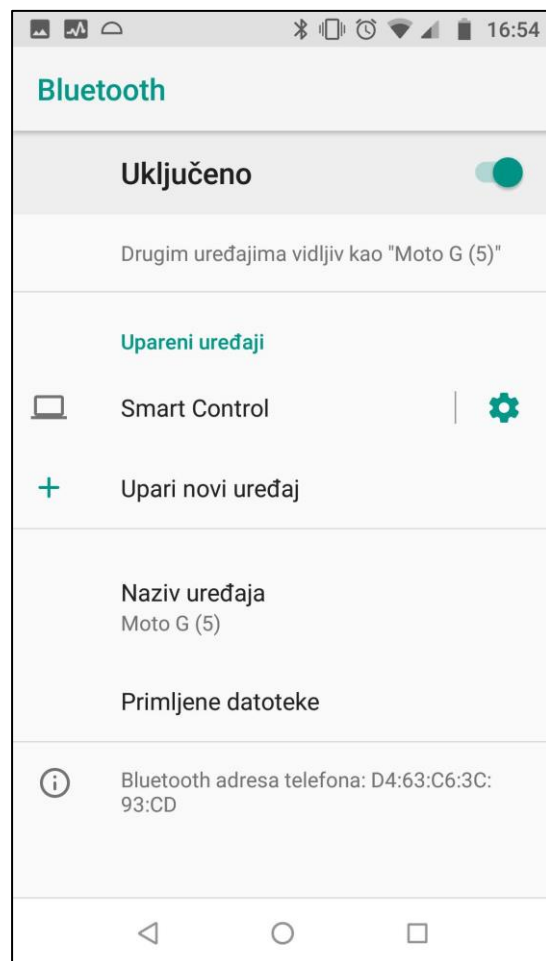 16:54
Bluetooth
Uključeno
Drugim uređajima vidljiv kao "Moto G (5)"
Upareni uređaji
Smart Control
Upari novi uređaj
Naziv uređaja
Moto G (5)
Primljene datoteke
Bluetooth adresa telefona: D4:63:C6:3C:
93:CD